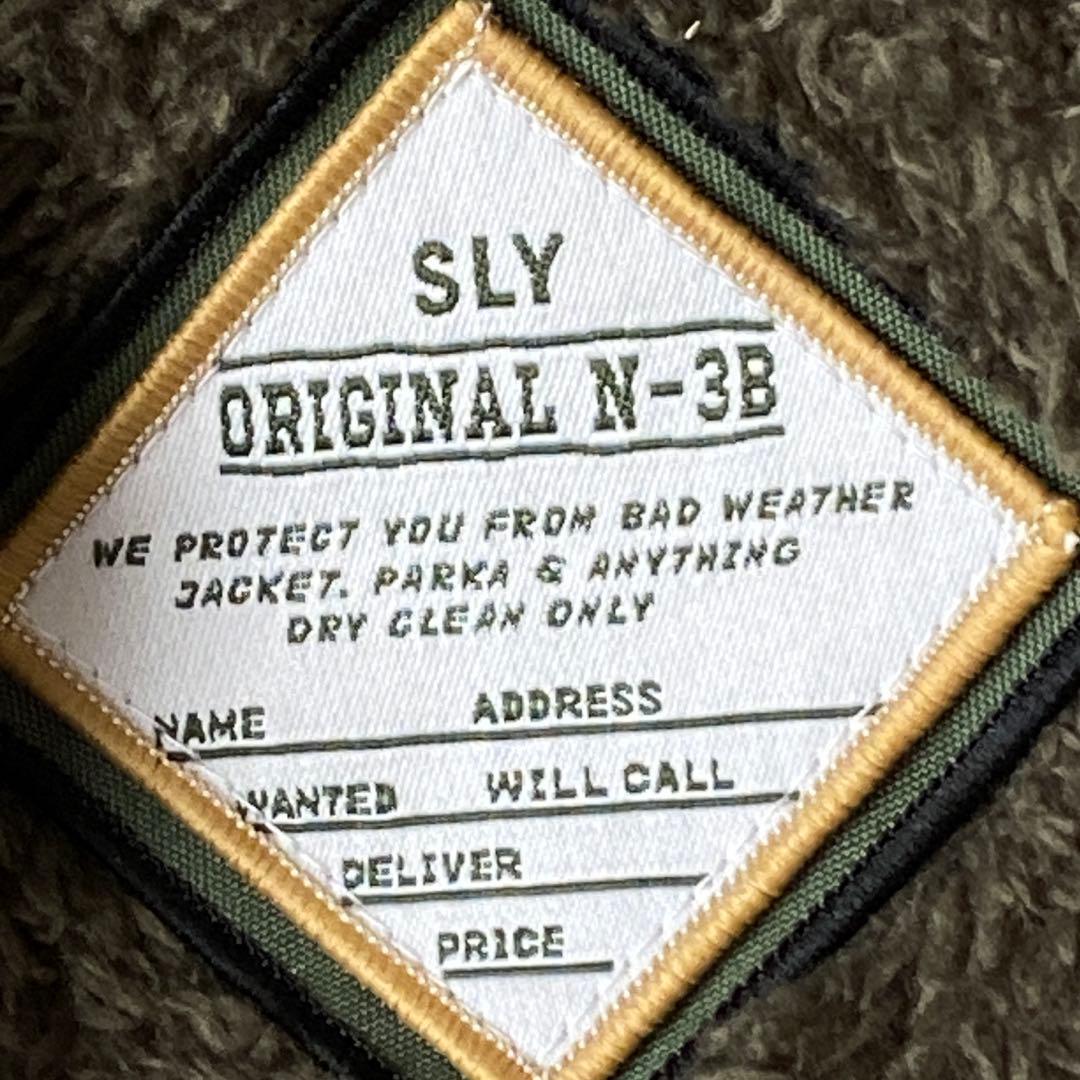 SLY
ORIGINAL N-3B
WE PROTECT YOU FROM BAD WEATHER
JACKET. PARKA & ANYTHING
DRY CLEAN ONLY
NAME ADDRESS
WANTED WILL CALL
DELIVER
PRICE